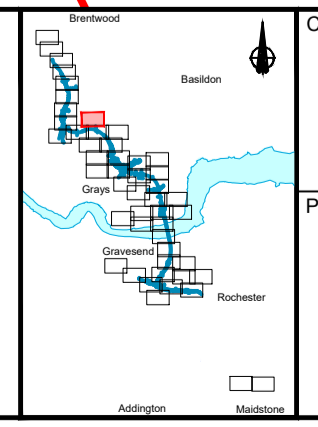 Brentwood
C
Basildon
Grays
P
Gravesend
Rochester
Addington
Maidstone